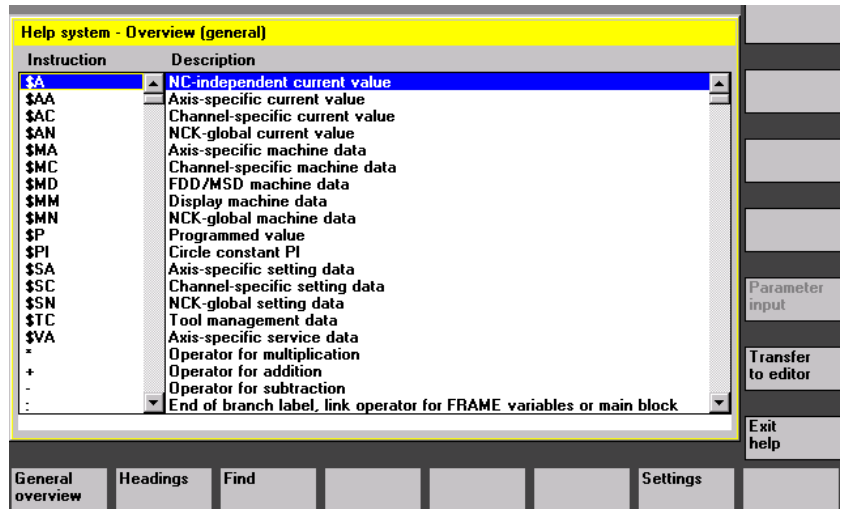 Help system - Overview (general)
Instruction Description
$A NC-independent current value
$AA Axis-specific current value
$AC Channel-specific current value
$AN NCK-global current value
$MA Axis-specific machine data
$MC Channel-specific machine data
$MD FDD/MSD machine data
$MM Display machine data
$MN NCK-global machine data
$P Programmed value
$PI Circle constant PI
$SA Axis-specific setting data
$SC Channel-specific setting data
$SN NCK-global setting data
$TC Tool management data
$VA Axis-specific service data
* Operator for multiplication
+ Operator for addition
- Operator for subtraction
: End of branch label, link operator for FRAME variables or main block
Parameter
input
Transfer
to editor
Exit
help
General
overview
Headings
Find
Settings